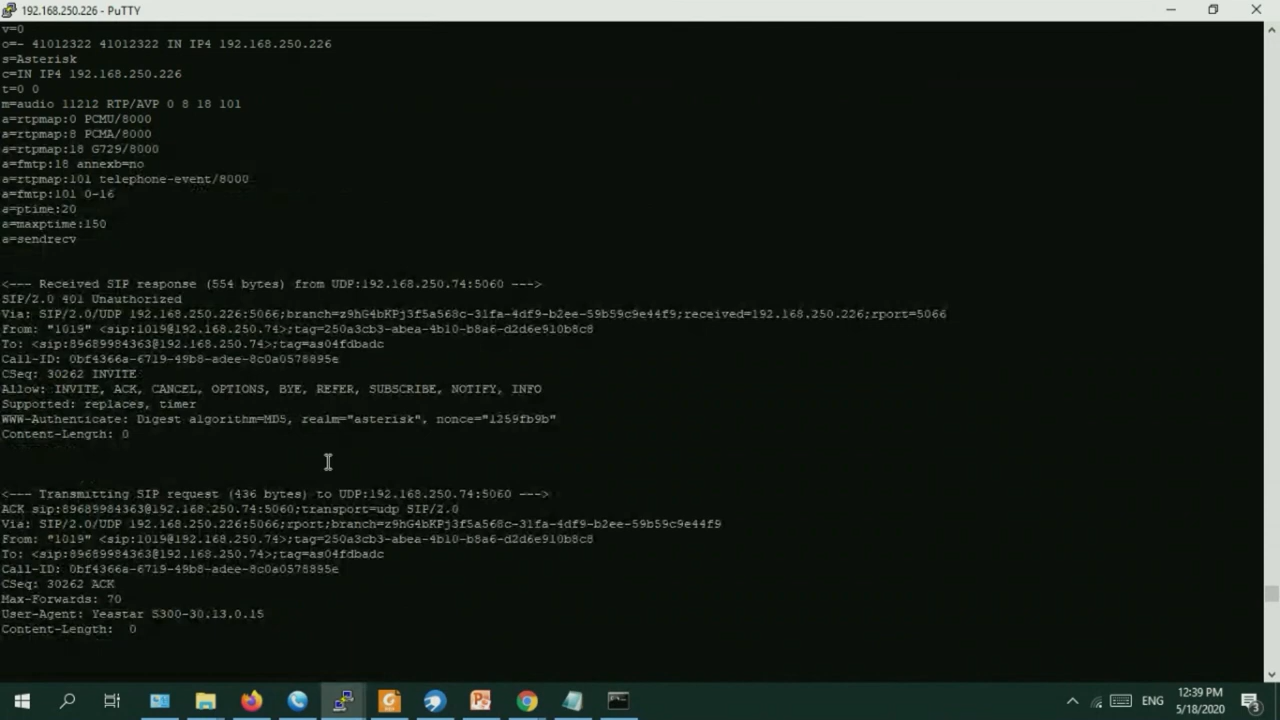 192.168.250.226 - PuTTY
v=0
o=- 41012322 41012322 IN IP4 192.168.250.226
s=Asterisk
c=IN IP4 192.168.250.226
t=0 0
m=audio 11212 RTP/AVP 0 8 18 101
a=rtpmap:0 PCMU/8000
a=rtpmap:8 PCMA/8000
a=rtpmap:18 G729/8000
a=fmtp:18 annexb=no
a=rtpmap:101 telephone-event/8000
a=fmtp:101 0-16
a=ptime:20
a=maxptime:150
a=sendrecv
<--- Received SIP response (554 bytes) from UDP:192.168.250.74:5060 --->
SIP/2.0 401 Unauthorized
Via: SIP/2.0/UDP 192.168.250.226:5066;branch=z9hG4bKPj3f5a568c-31fa-4df9-b2ee-59b59c9e44f9;received=192.168.250.226;rport=5066
From: "1019" <sip:1019@192.168.250.74>;tag=250a3cb3-abea-4b10-b8a6-d2d6e910b8c8
To: <sip:89689984363@192.168.250.74>;tag=as04fdbadc
Call-ID: 0bf4366a-6719-49b8-adee-8c0a0578895e
CSeq: 30262 INVITE
Allow: INVITE, ACK, CANCEL, OPTIONS, BYE, REFER, SUBSCRIBE, NOTIFY, INFO
Supported: replaces, timer
WWW-Authenticate: Digest algorithm=MD5, realm="asterisk", nonce="1259fb9b"
Content-Length: 0
<--- Transmitting SIP request (436 bytes) to UDP:192.168.250.74:5060 --->
ACK sip:89689984363@192.168.250.74:5060;transport=udp SIP/2.0
Via: SIP/2.0/UDP 192.168.250.226:5066;rport;branch=z9hG4bKPj3f5a568c-31fa-4df9-b2ee-59b59c9e44f9
From: "1019" <sip:1019@192.168.250.74>;tag=250a3cb3-abea-4b10-b8a6-d2d6e910b8c8
To: <sip:89689984363@192.168.250.74>;tag=as04fdbadc
Call-ID: 0bf4366a-6719-49b8-adee-8c0a0578895e
CSeq: 30262 ACK
Max-Forwards: 70
User-Agent: Yeastar S300-30.13.0.15
Content-Length:  0
ENG
12:39 PM
5/18/2020
3